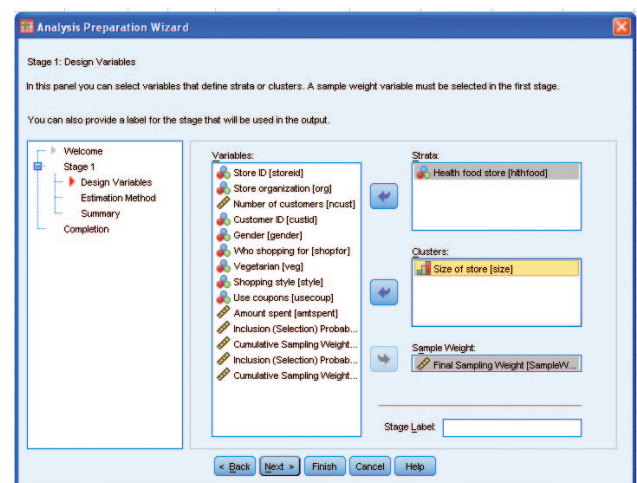 Analysis Preparation Wizard
Stage 1: Design Variables
In this panel you can select variables that define strata or clusters. A sample weight variable must be selected in the first stage.
You can also provide a label for the stage that will be used in the output.
Welcome
Stage 1
Design Variables
Estimation Method
Summary
Completion
Variables:
Store ID [storeid]
Store organization [org]
Number of customers [ncust]
Customer ID [custid]
Gender [gender]
Who shopping for [shopfor]
Vegetarian [veg]
Shopping style [style]
Use coupons [usecoup]
Amount spent [amtspent]
Inclusion (Selection) Probab...
Cumulative Sampling Weight...
Inclusion (Selection) Probab...
Cumulative Sampling Weight...
Strata:
Health food store [hlthfood]
Clusters:
Size of store [size]
Sample Weight:
Final Sampling Weight [SampleW...
Stage Label:
< Back
Next >
Finish
Cancel
Help